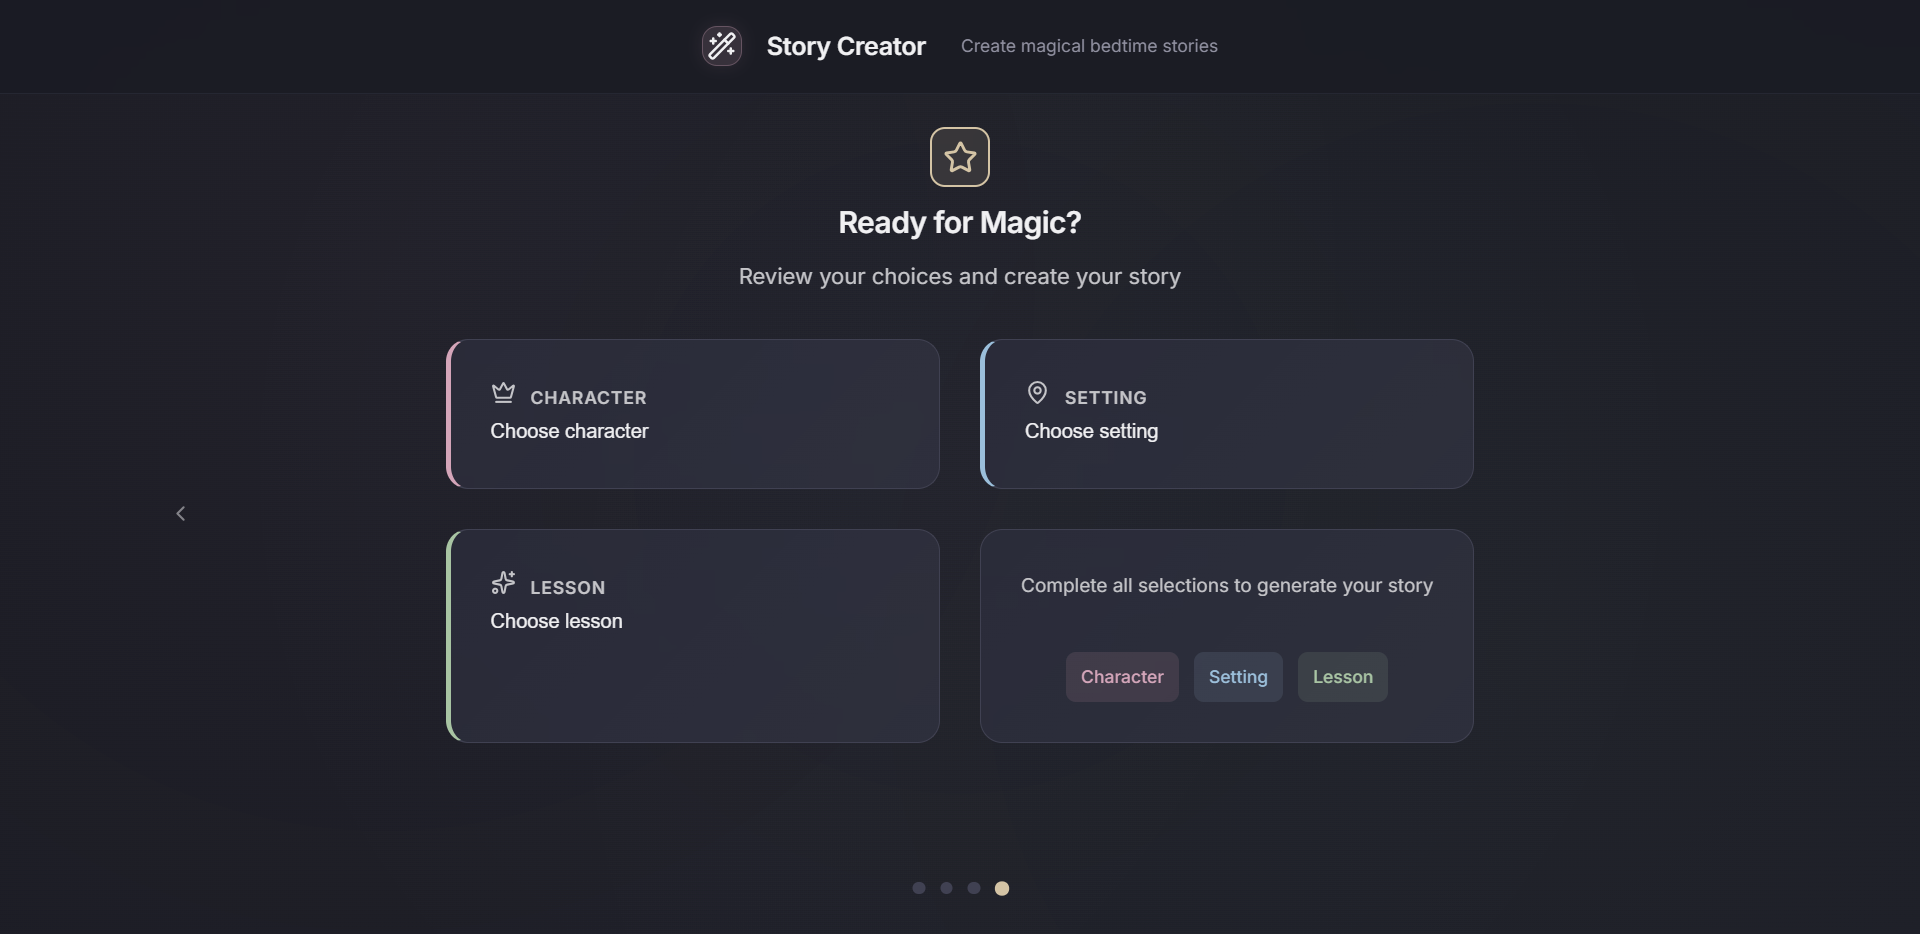 Story Creator Create magical bedtime stories
Ready for Magic?
Review your choices and create your story
CHARACTER
Choose character
SETTING
Choose setting
LESSON
Choose lesson
Complete all selections to generate your story
Character Setting Lesson